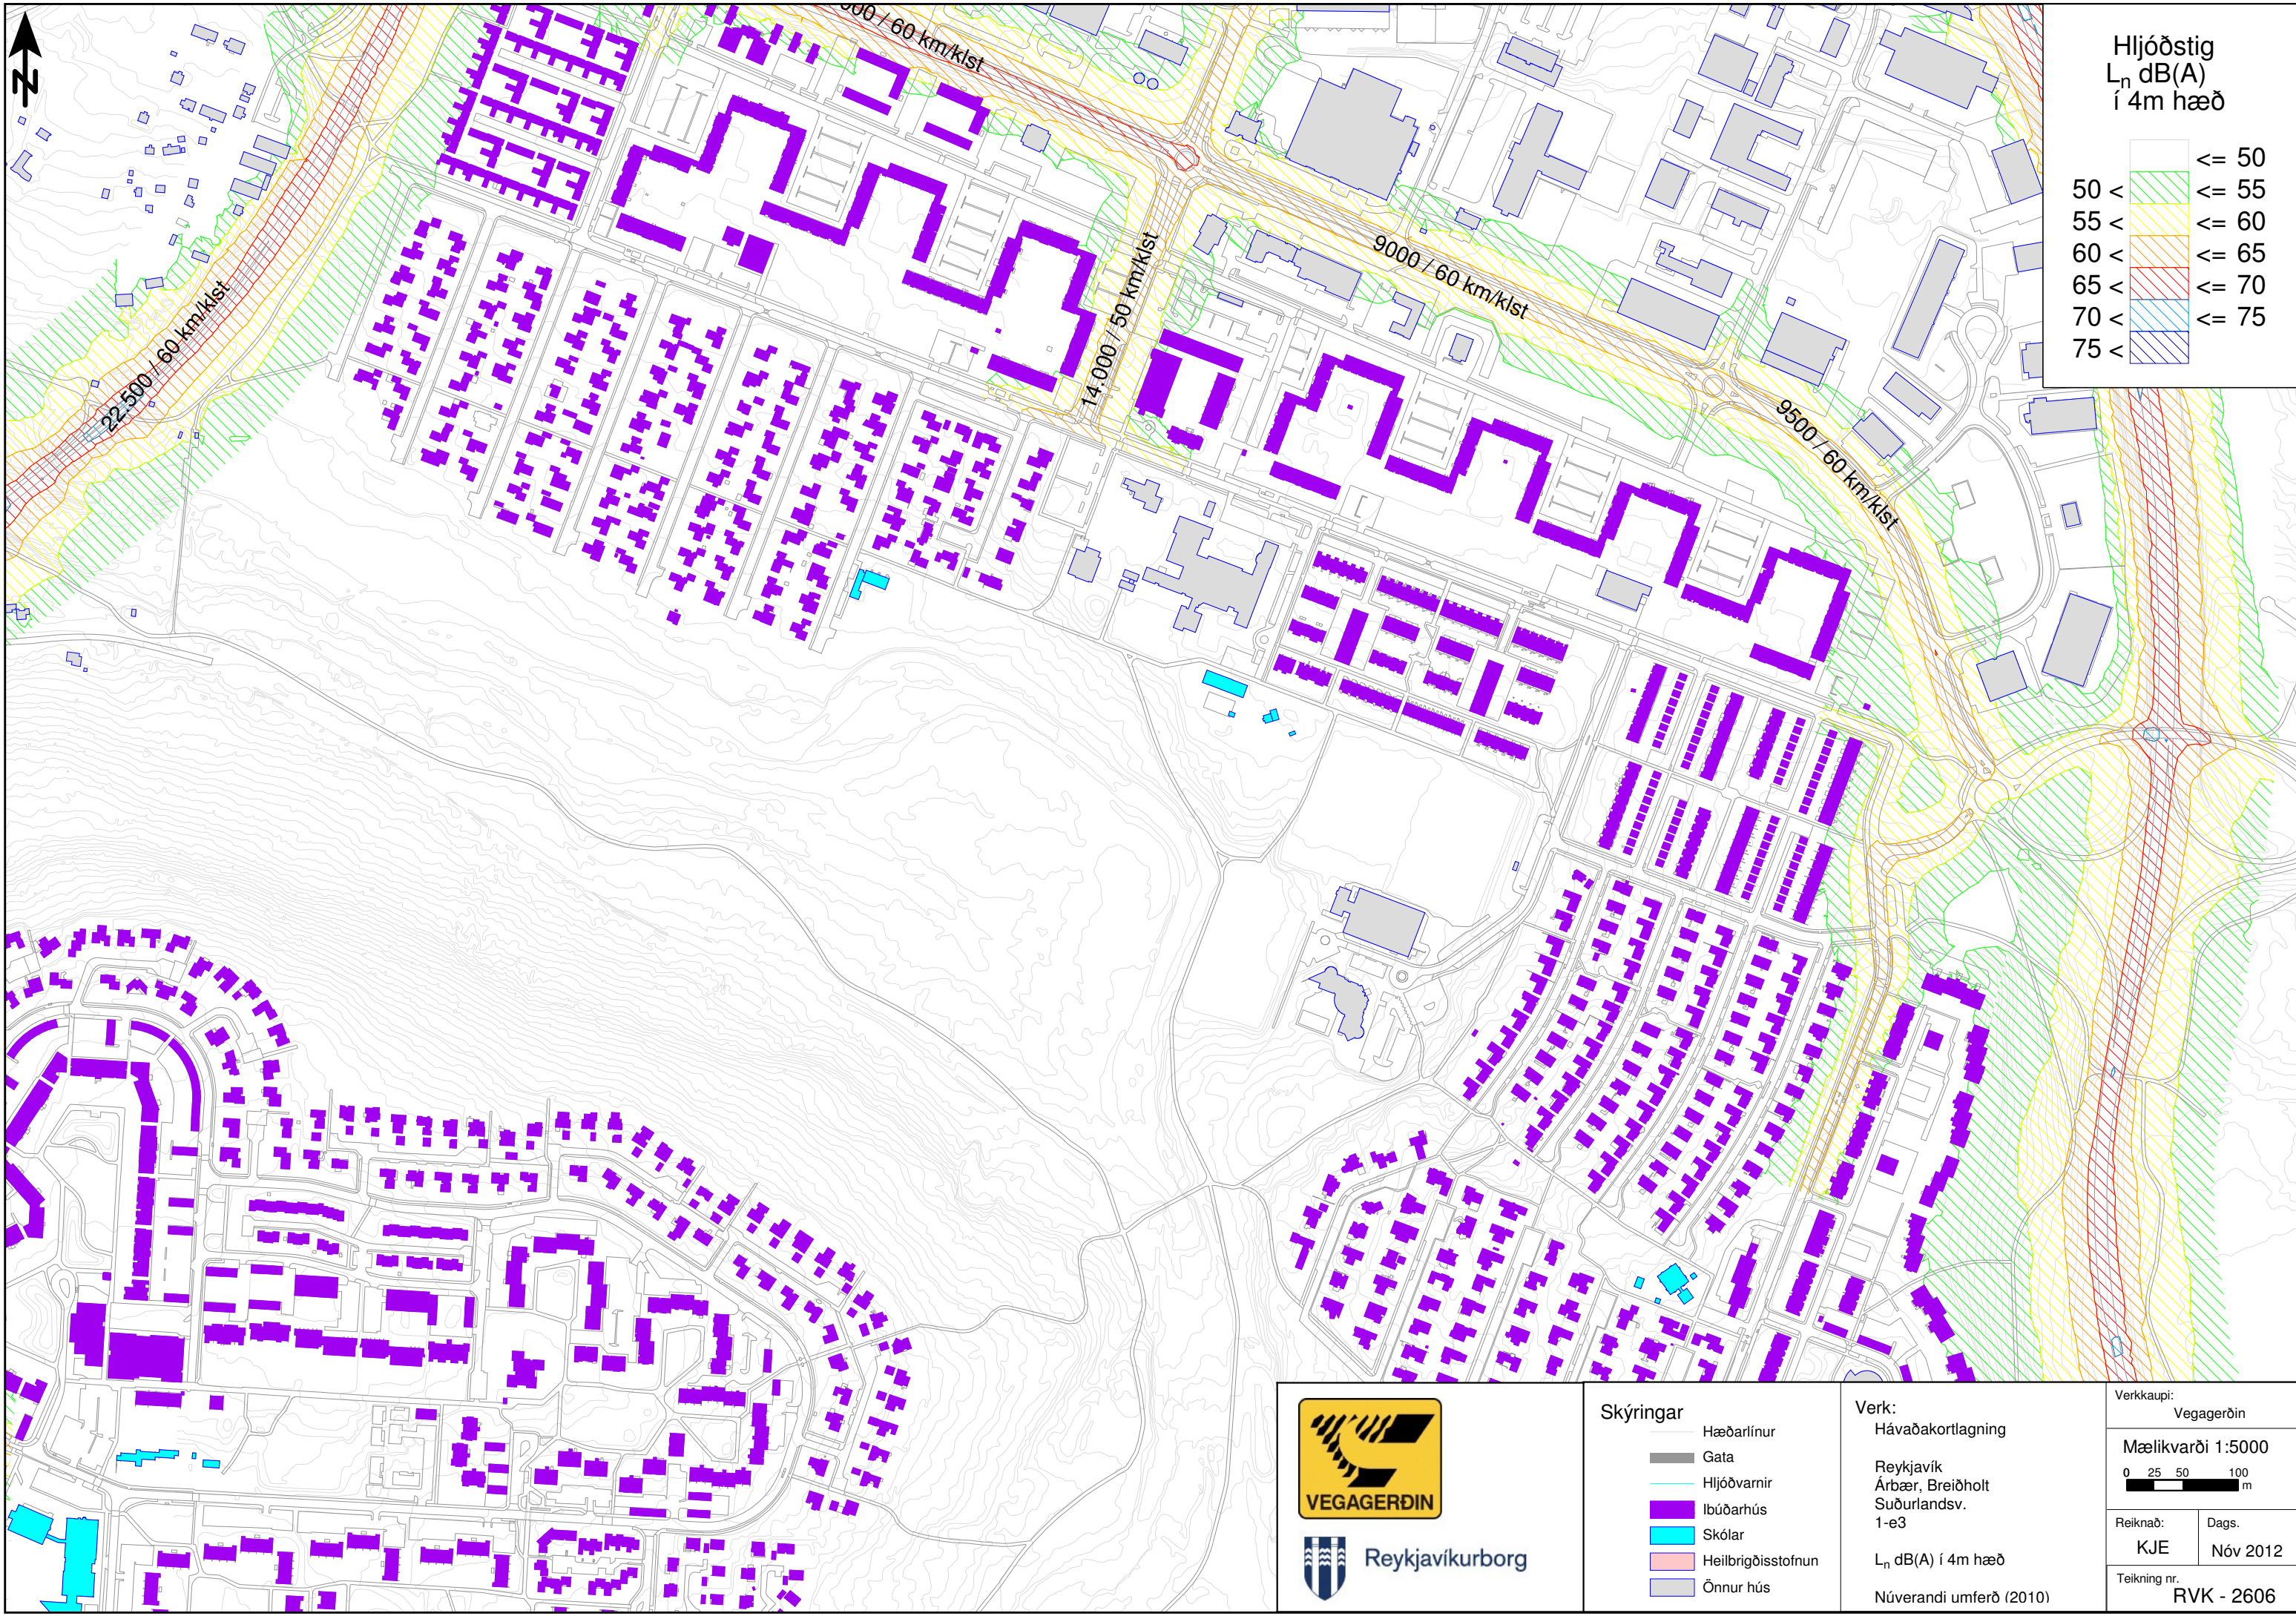 N
000 / 60 km/klst
22.500 / 60 km/klst
14.000 / 50 km/klst
9000 / 60 km/klst
9500 / 60 km/klst
Hljóðstig
Ln dB(A)
í 4m hæð
<= 50
50 < <= 55
55 < <= 60
60 < <= 65
65 < <= 70
70 < <= 75
75 <
VEGAGERÐIN
Reykjavíkurborg
Skýringar
Hæðarlínur
Gata
Hljóðvarnir
Ibúðarhús
Skólar
Heilbrigðisstofnun
Önnur hús
Verk:
Hávaðakortlagning
Reykjavík
Árbær, Breiðholt
Suðurlandsv.
1-e3
Ln dB(A) í 4m hæð
Núverandi umferð (2010)
Verkkaupi:
Vegagerðin
Mælikvarði 1:5000
0 25 50 100
m
Reiknað:
KJE
Dags.
Nóv 2012
Teikning nr.
RVK - 2606